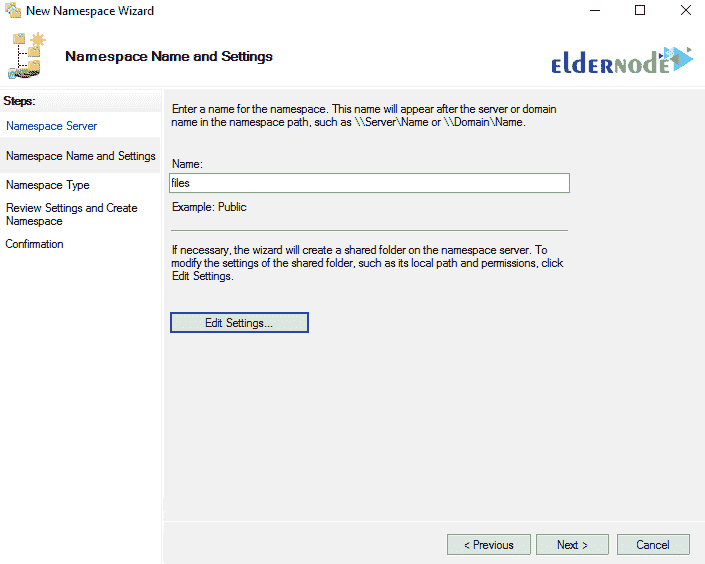 New Namespace Wizard
Namespace Name and Settings
ELDERNODE
Steps:
Namespace Server
Namespace Name and Settings
Namespace Type
Review Settings and Create
Namespace
Confirmation
Enter a name for the namespace. This name will appear after the server or domain
name in the namespace path, such as \\Server\Name or \\Domain\Name.
Name:
files
Example: Public
If necessary, the wizard will create a shared folder on the namespace server. To
modify the settings of the shared folder, such as its local path and permissions, click
Edit Settings.
Edit Settings...
< Previous
Next >
Cancel